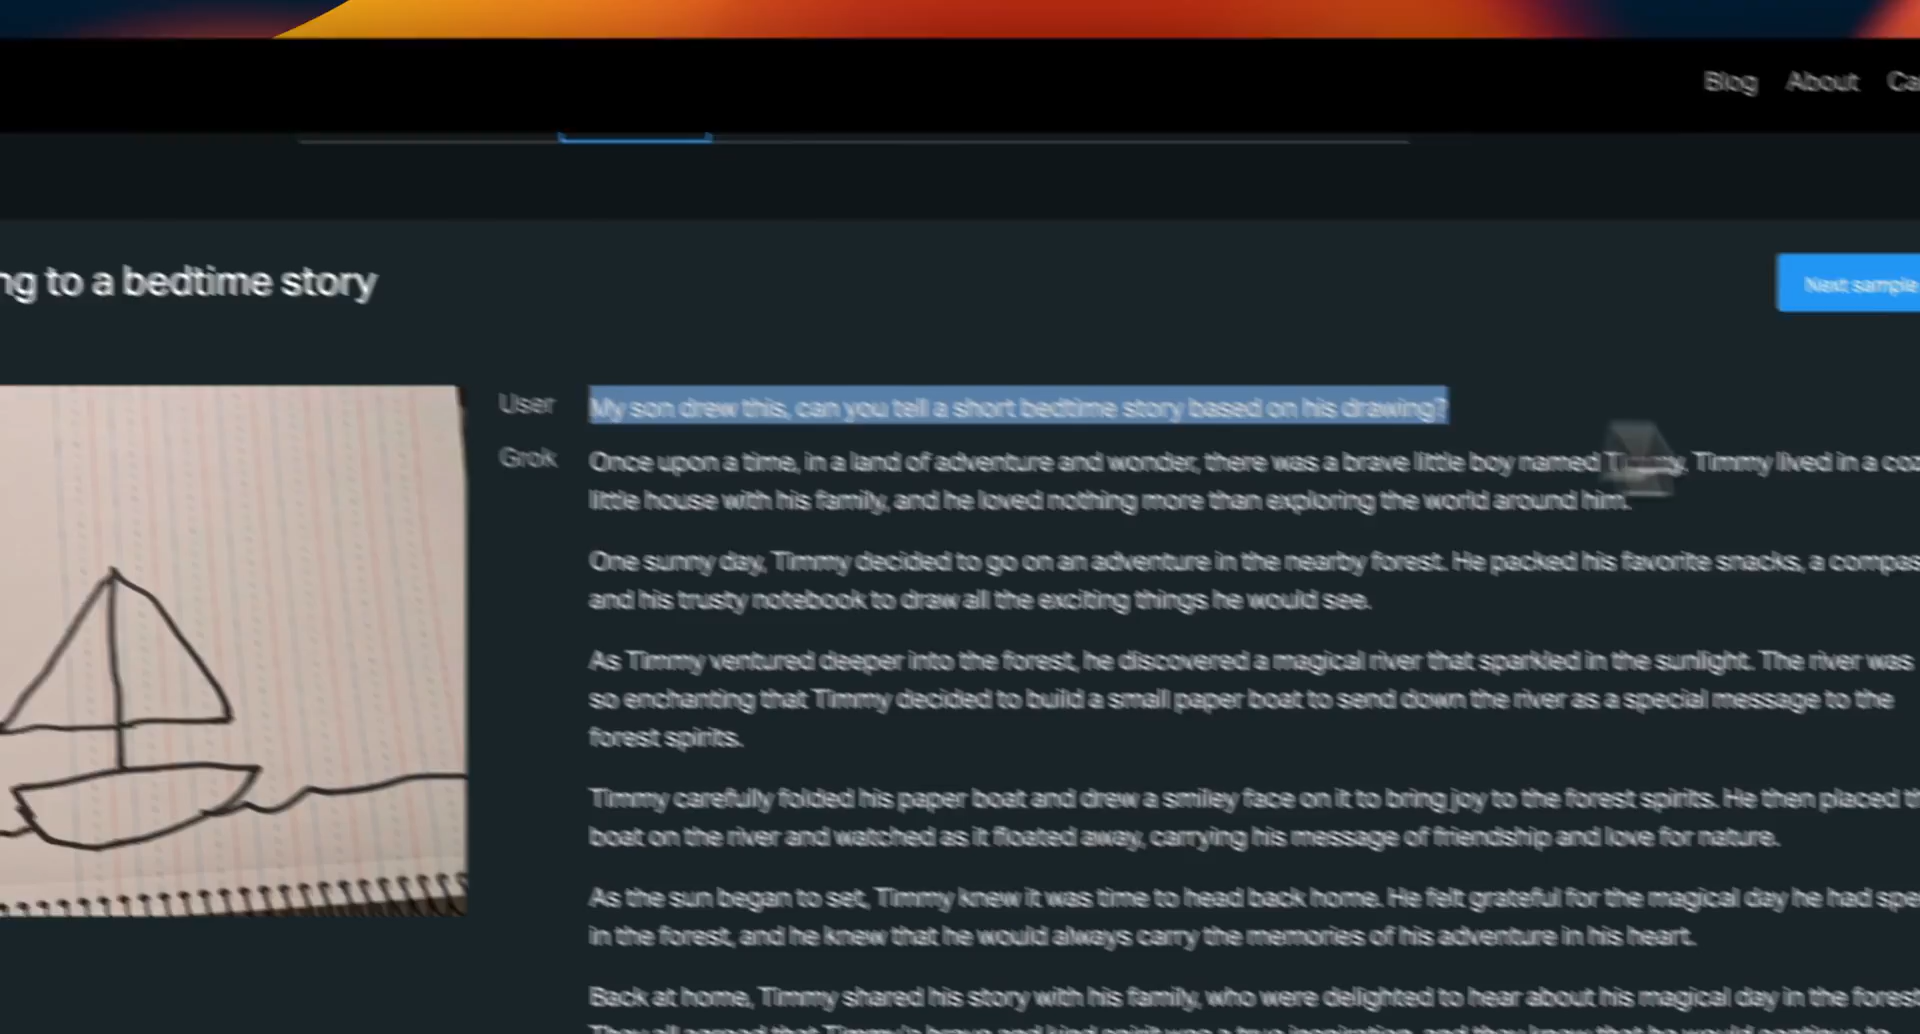 Blog About
ng to a bedtime story
Next sample
User My son drew this, can you tell a short bedtime story based on his drawing?
Grok Once upon a time, in a land of adventure and wonder, there was a brave little boy named Timmy. Timmy lived in a
little house with his family, and he loved nothing more than exploring the world around him.
One sunny day, Timmy decided to go on an adventure in the nearby forest. He packed his favorite snacks, a compas
and his trusty notebook to draw all the exciting things he would see.
As Timmy ventured deeper into the forest, he discovered a magical river that sparkled in the sunlight. The river was
so enchanting that Timmy decided to build a small paper boat to send down the river as a special message to the
forest spirits.
Timmy carefully folded his paper boat and drew a smiley face on it to bring joy to the forest spirits. He then placed
boat on the river and watched as it floated away, carrying his message of friendship and love for nature.
As the sun began to set, Timmy knew it was time to head back home. He felt grateful for the magical day he had spe
in the forest, and he knew that he would always carry the memories of his adventure in his heart.
Back at home, Timmy shared his story with his family, who were delighted to hear about his magical day in the forest